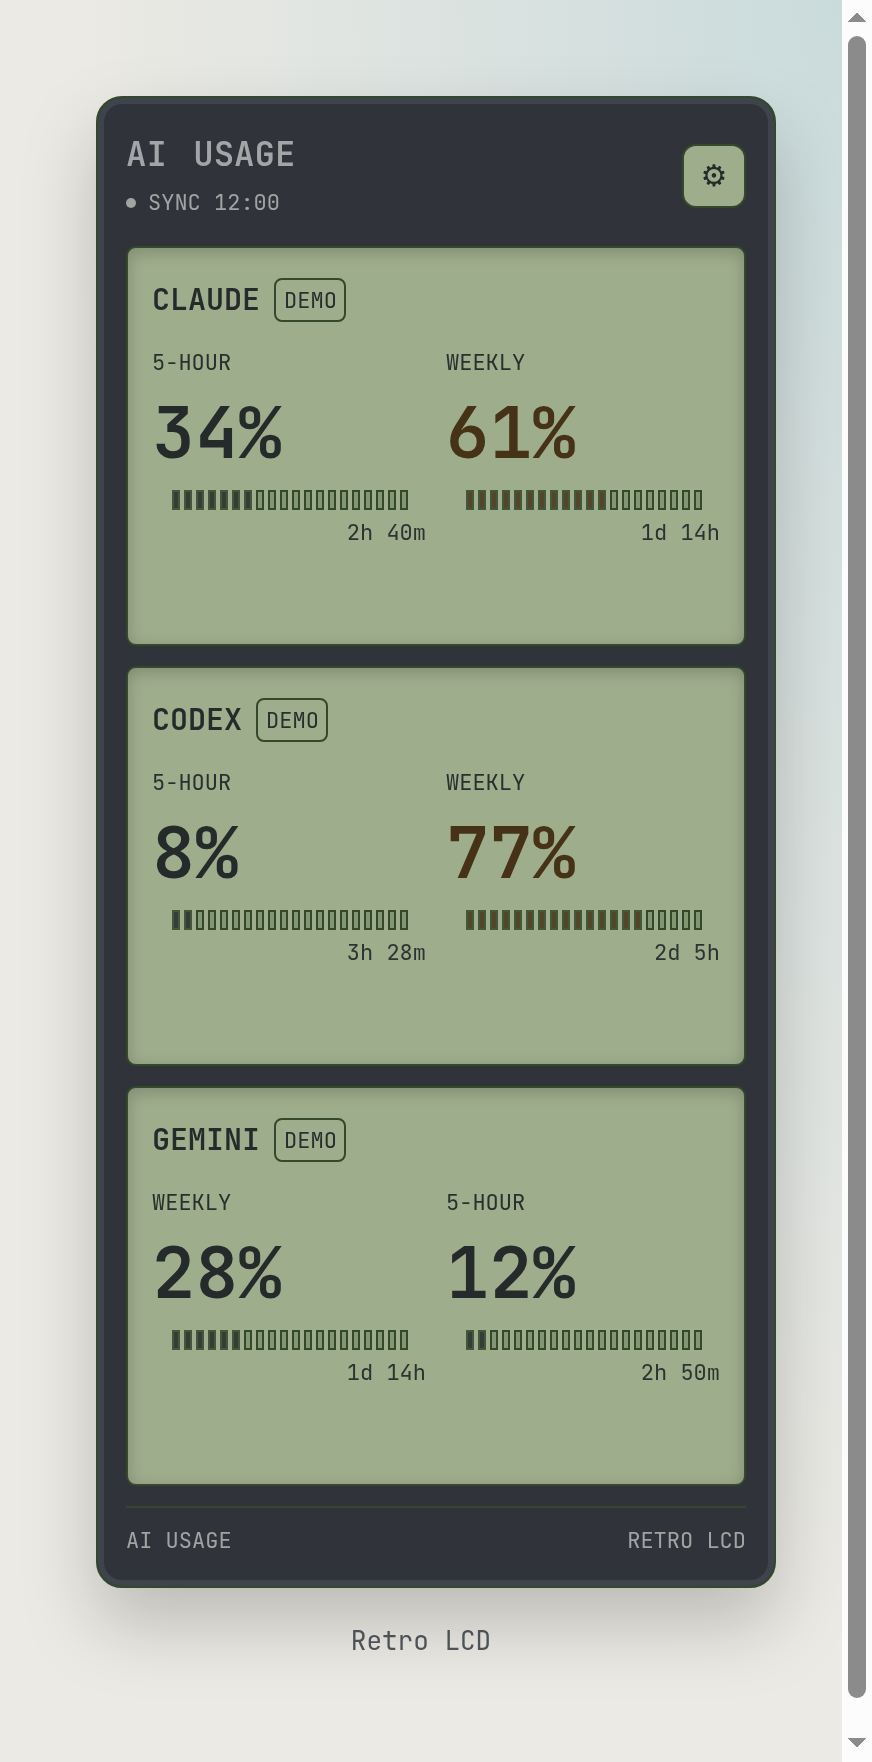 AI USAGE
SYNC 12:00
CLAUDE DEMO
5-HOUR WEEKLY
34% 61%
2h 40m 1d 14h
CODEX DEMO
5-HOUR WEEKLY
8% 77%
3h 28m 2d 5h
GEMINI DEMO
WEEKLY 5-HOUR
28% 12%
1d 14h 2h 50m
AI USAGE RETRO LCD
Retro LCD